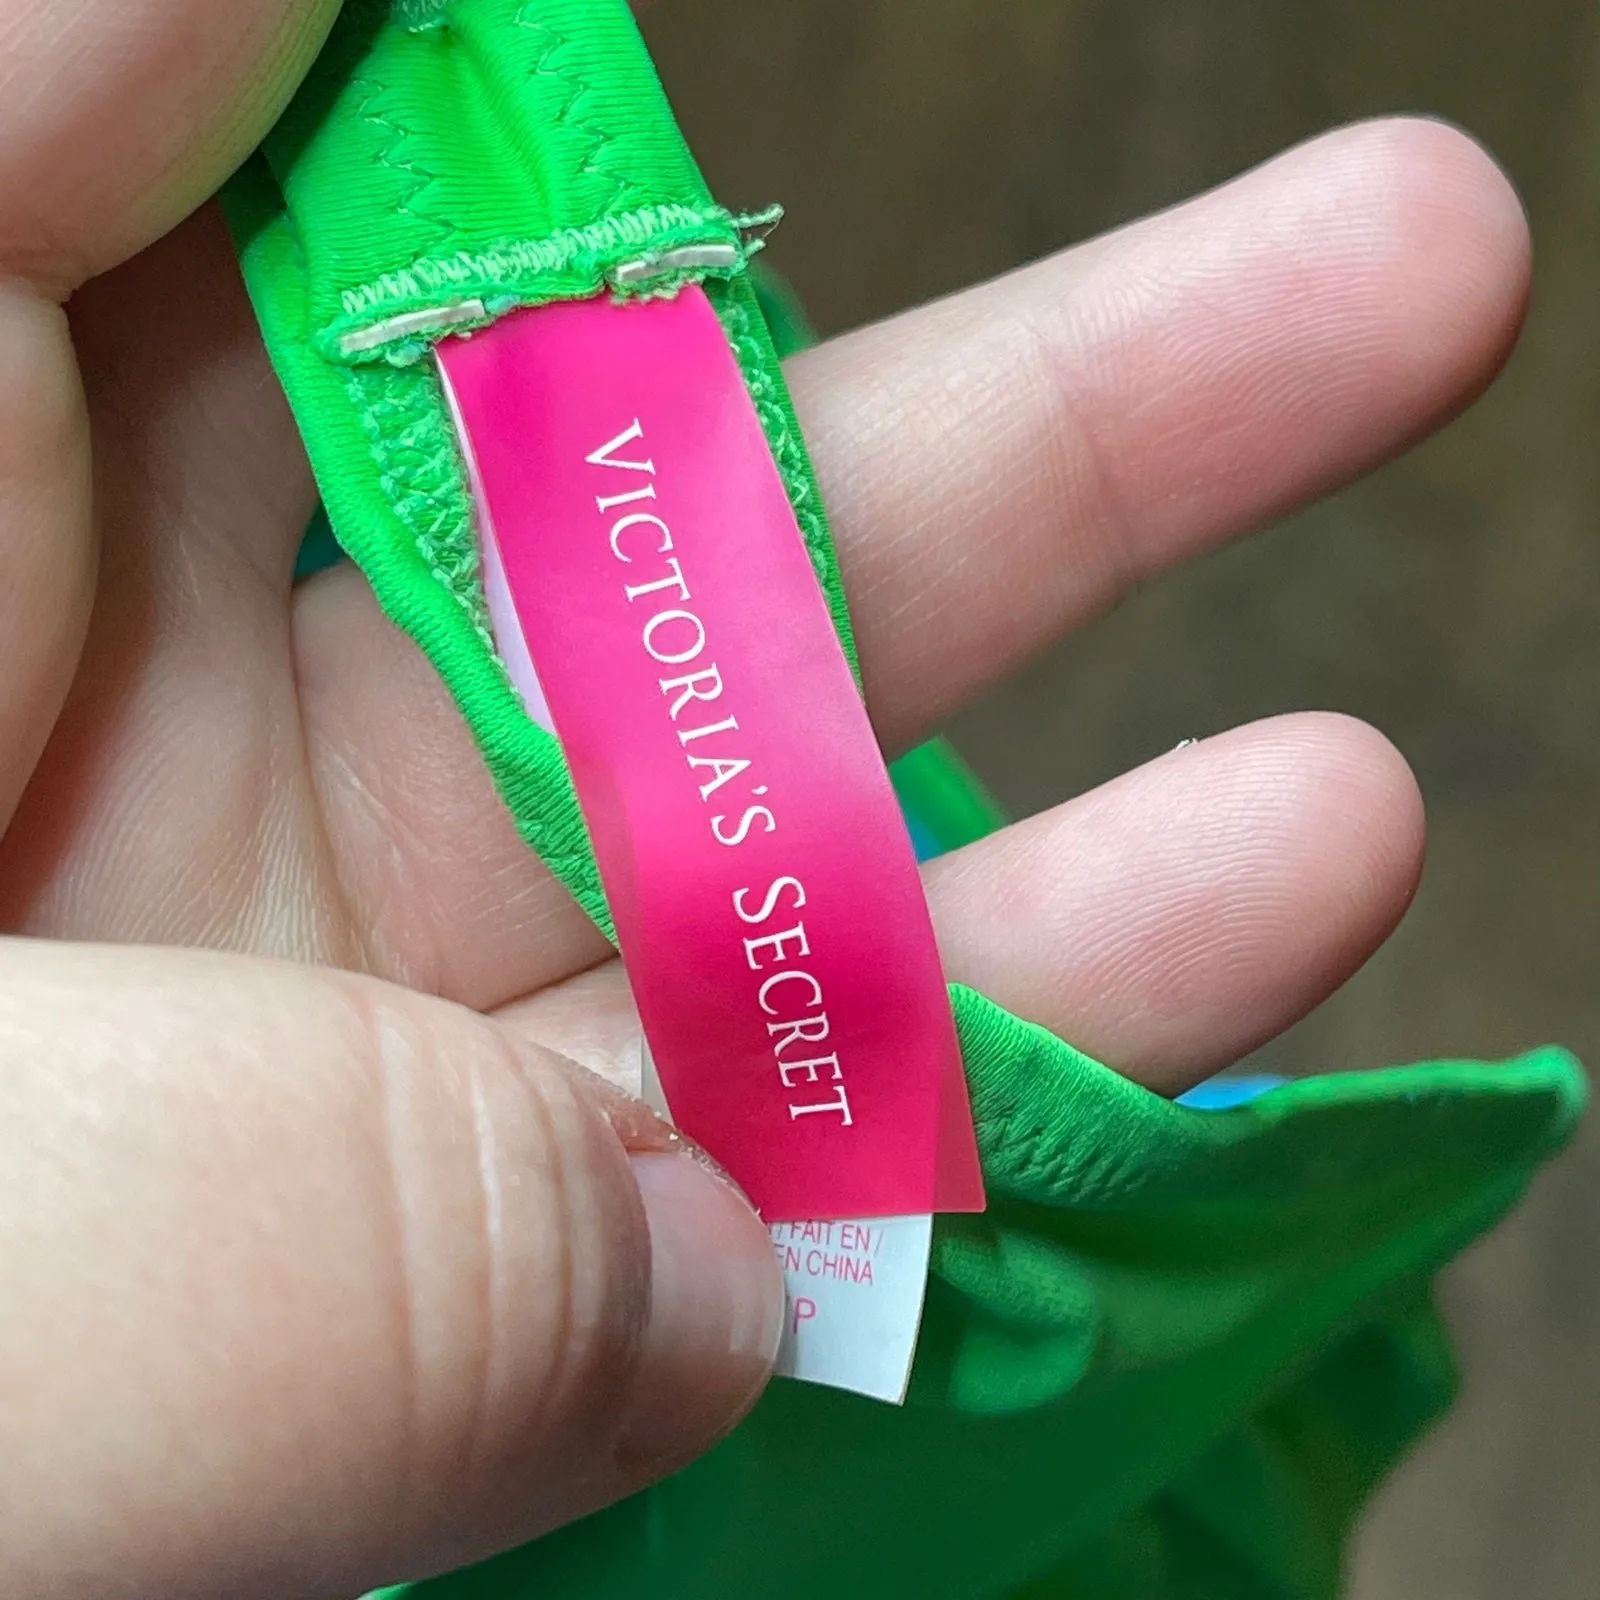 VICTORIA'S SECRET
/ FAIT EN /
EN CHINA
P